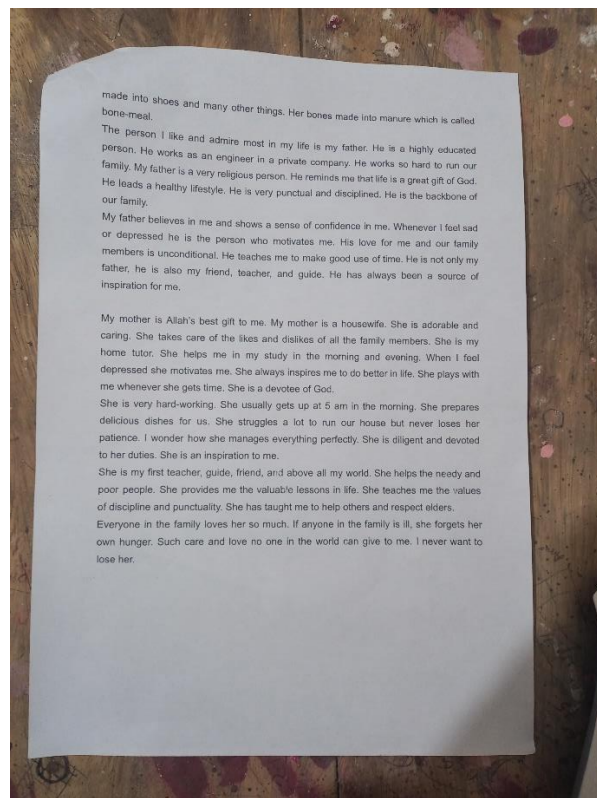 made into shoes and many other things. Her bones made into manure which is called
bone-meal.
The person I like and admire most in my life is my father. He is a highly educated
person. He works as an engineer in a private company. He works so hard to run our
family. My father is a very religious person. He reminds me that life is a great gift of God.
He leads a healthy lifestyle. He is very punctual and disciplined. He is the backbone of
our family.
My father believes in me and shows a sense of confidence in me. Whenever I feel sad
or depressed he is the person who motivates me. His love for me and our family
members is unconditional. He teaches me to make good use of time. He is not only my
father, he is also my friend, teacher, and guide. He has always been a source of
inspiration for me.
My mother is Allah's best gift to me. My mother is a housewife. She is adorable and
caring. She takes care of the likes and dislikes of all the family members. She is my
home tutor. She helps me in my study in the morning and evening. When I feel
depressed she motivates me. She always inspires me to do better in life. She plays with
me whenever she gets time. She is a devotee of God.
She is very hard-working. She usually gets up at 5 am in the morning. She prepares
delicious dishes for us. She struggles a lot to run our house but never loses her
patience. I wonder how she manages everything perfectly. She is diligent and devoted
to her duties. She is an inspiration to me.
She is my first teacher, guide, friend, and above all my world. She helps the needy and
poor people. She provides me the valuable lessons in life. She teaches me the values
of discipline and punctuality. She has taught me to help others and respect elders.
Everyone in the family loves her so much. If anyone in the family is ill, she forgets her
own hunger. Such care and love no one in the world can give to me. I never want to
lose her.